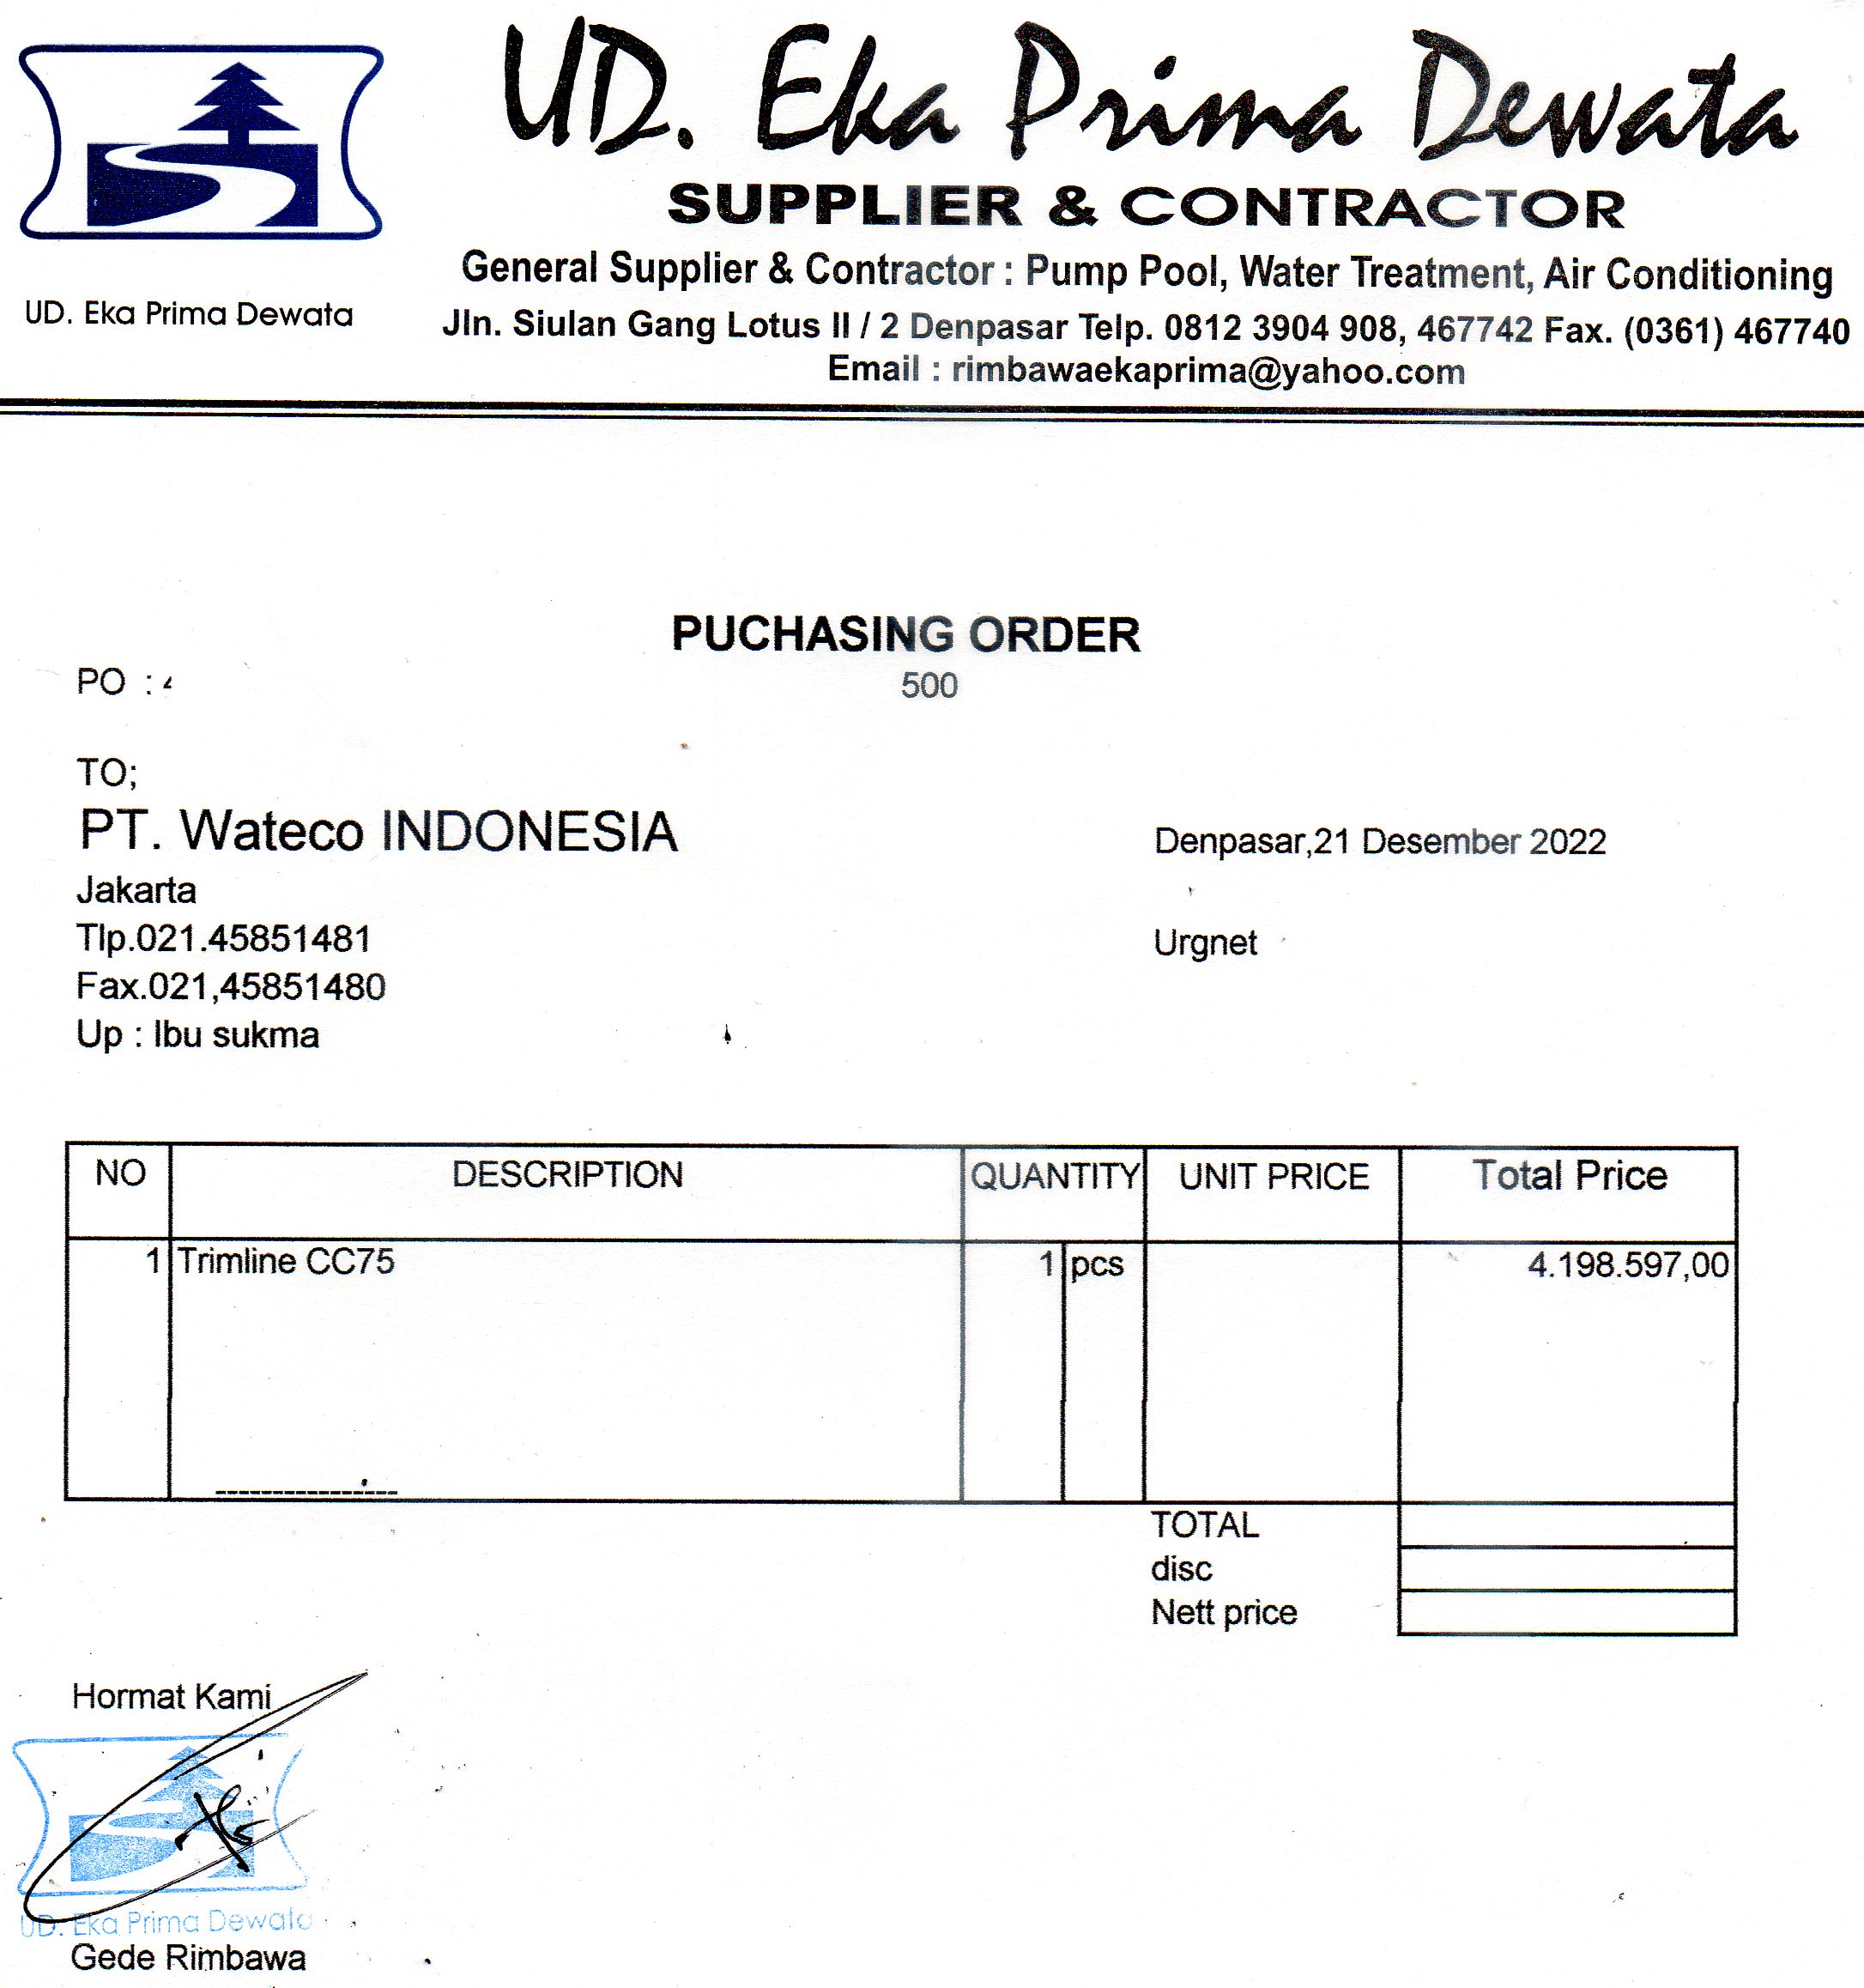 UD. Eka Prima Dewata
SUPPLIER & CONTRACTOR
General Supplier & Contractor : Pump Pool, Water Treatment, Air Conditioning
UD. Eka Prima Dewata
Jln. Siulan Gang Lotus II / 2 Denpasar Telp. 0812 3904 908, 467742 Fax. (0361) 467740
Email : rimbawaekaprima@yahoo.com
PUCHASING ORDER
PO :
500
TO;
PT. Wateco INDONESIA
Denpasar,21 Desember 2022
Jakarta
Tlp.021.45851481
Urgnet
Fax.021,45851480
Up : Ibu sukma
NO DESCRIPTION QUANTITY UNIT PRICE Total Price
1 Trimline CC75 1 pcs 4.198.597,00
TOTAL
disc
Nett price
Hormat Kami
UD. Eka Prima Dewata
Gede Rimbawa